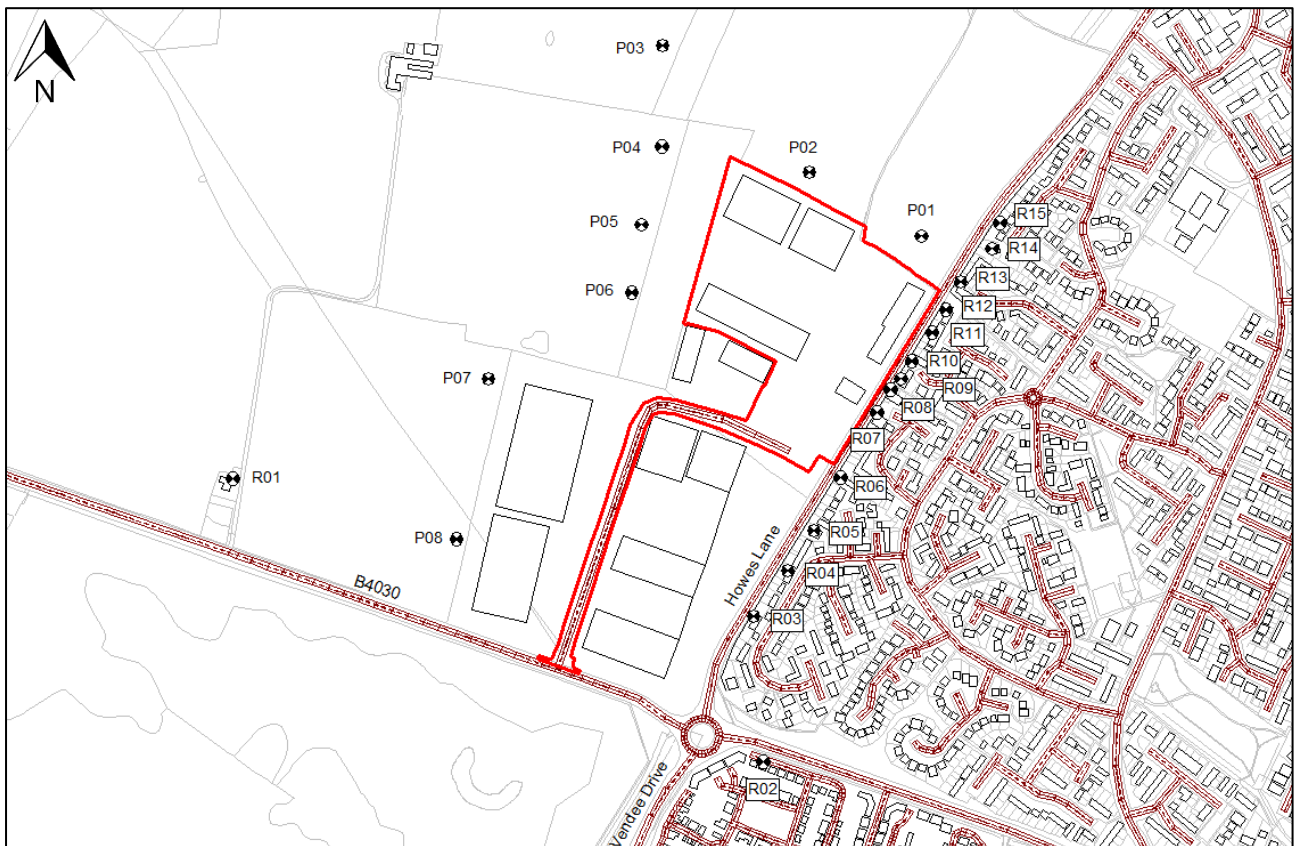 N
P03
P04
P02
P05
P01
R15
R14
P06
R13
R12
R11
R10
P07
R09
R08
R07
R01
R06
R05
P08
Howes Lane
R04
B4030
R03
Vendee Drive
R02